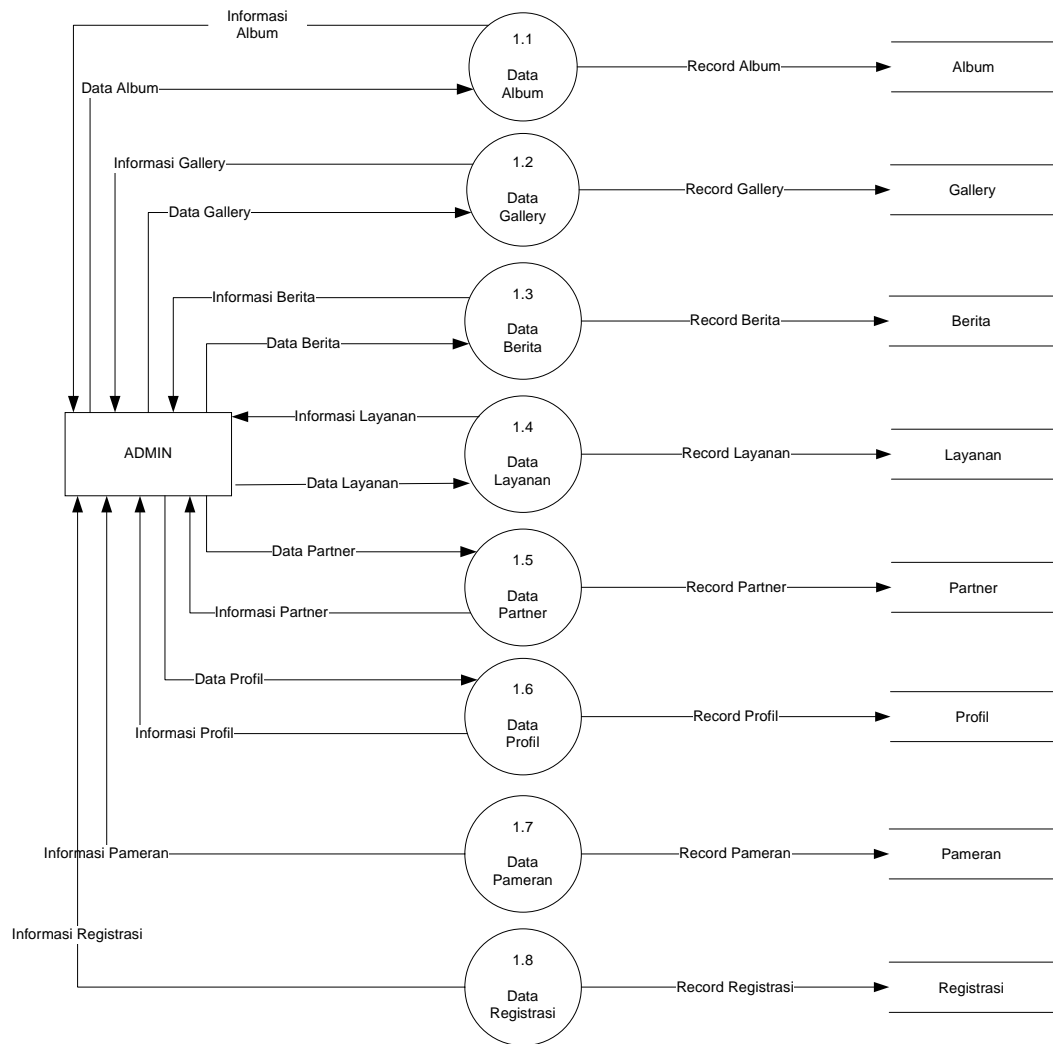 Informasi
Album
1.1
Data
Album
Record Album
Album
Data Album
Informasi Gallery
1.2
Data
Gallery
Record Gallery
Gallery
Data Gallery
Informasi Berita
1.3
Data
Berita
Record Berita
Berita
Data Berita
Informasi Layanan
1.4
Data
Layanan
Record Layanan
Layanan
ADMIN
Data Layanan
Data Partner
1.5
Data
Partner
Record Partner
Partner
Informasi Partner
Data Profil
1.6
Data
Profil
Record Profil
Profil
Informasi Profil
1.7
Data
Pameran
Informasi Pameran
Record Pameran
Pameran
Informasi Registrasi
1.8
Data
Registrasi
Record Registrasi
Registrasi